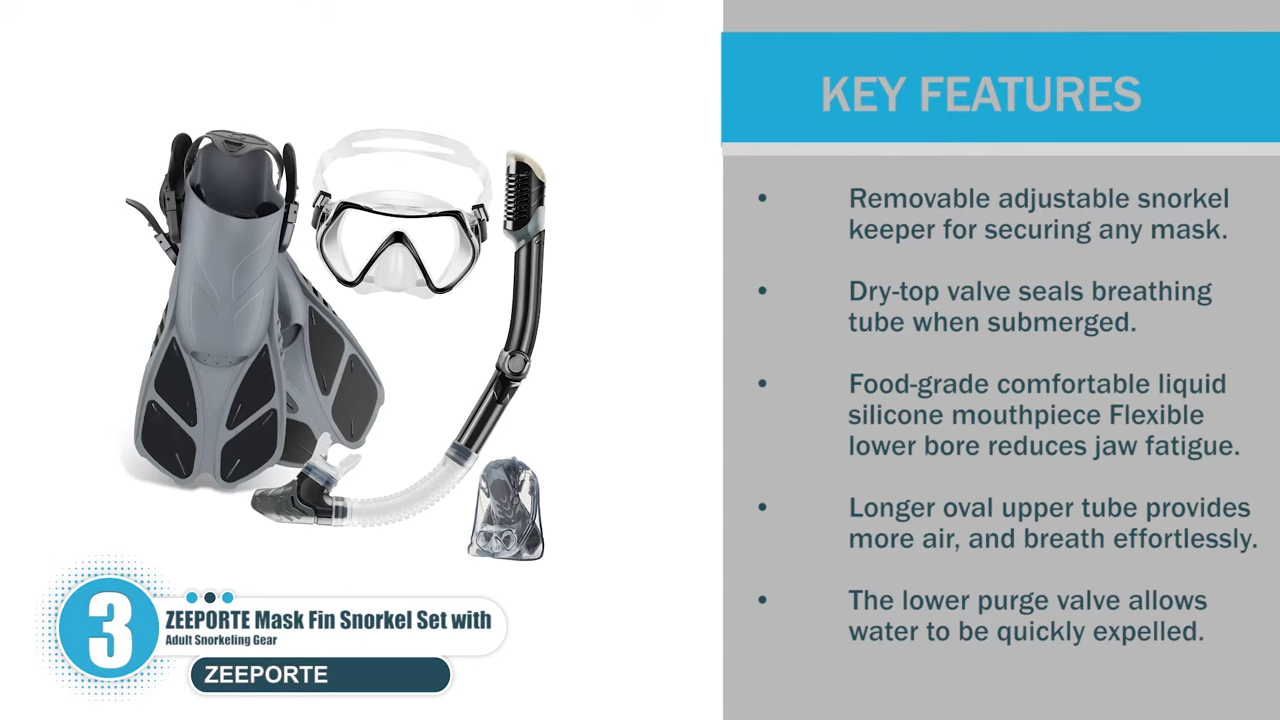 KEY FEATURES
• Removable adjustable snorkel
keeper for securing any mask.
• Dry-top valve seals breathing
tube when submerged.
• Food-grade comfortable liquid
silicone mouthpiece Flexible
lower bore reduces jaw fatigue.
• Longer oval upper tube provides
more air, and breath effortlessly.
• The lower purge valve allows
water to be quickly expelled.
3
ZEEPORTE Mask Fin Snorkel Set with
Adult Snorkeling Gear
ZEEPORTE